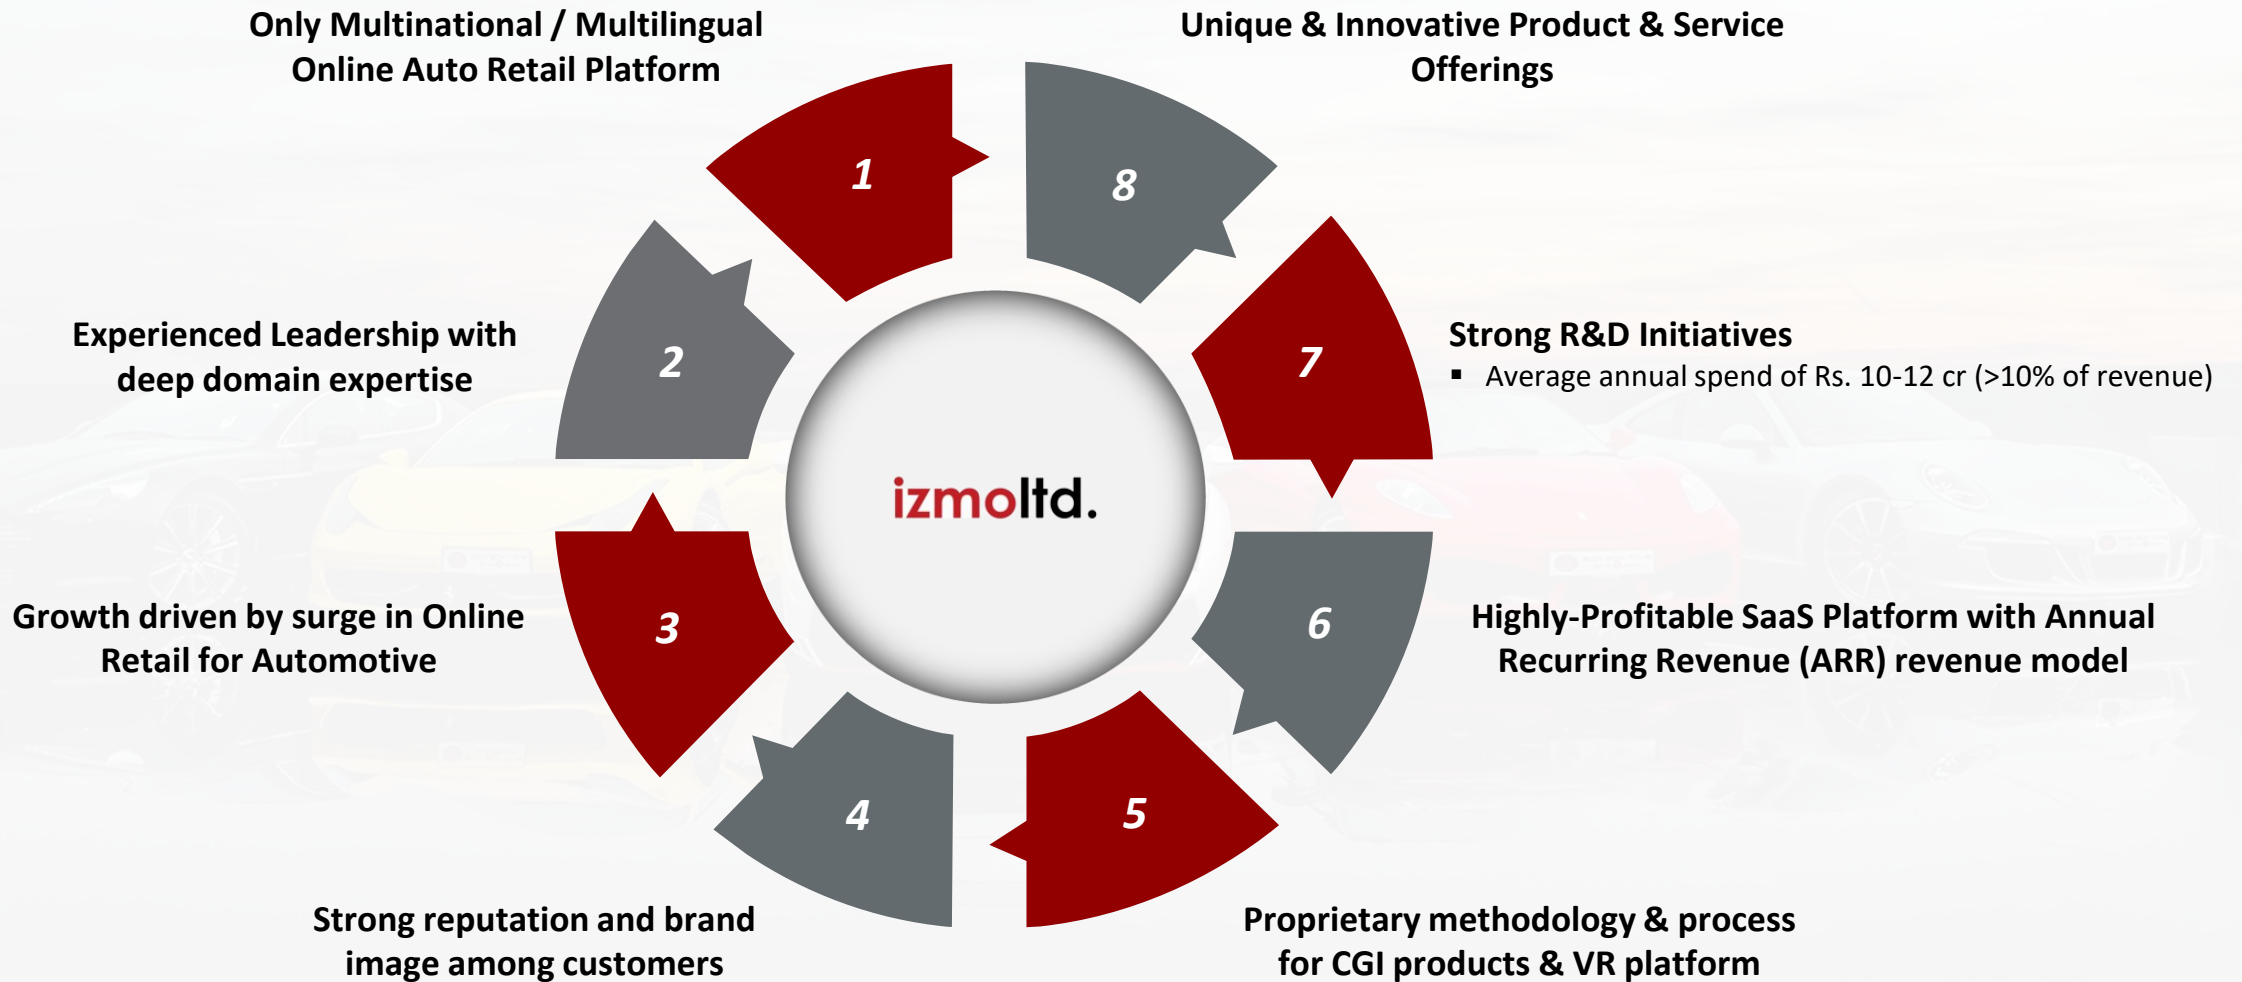 Only Multinational / Multilingual
Online Auto Retail Platform
1
Experienced Leadership with
deep domain expertise
2
Growth driven by surge in Online
Retail for Automotive
3
Strong reputation and brand
image among customers
4
Proprietary methodology & process
for CGI products & VR platform
5
Highly-Profitable SaaS Platform with Annual
Recurring Revenue (ARR) revenue model
6
Strong R&D Initiatives
▪ Average annual spend of Rs. 10-12 cr (>10% of revenue)
7
Unique & Innovative Product & Service
Offerings
8
izmoltd.